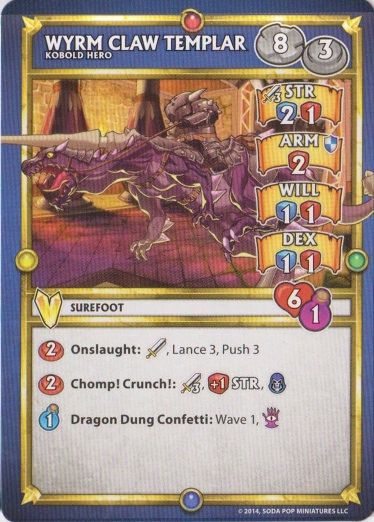 WYRM CLAW TEMPLAR 8 3
KOBOLD HERO
3 STR
2 1
ARM
2
WILL
1 1
DEX
1 1
6
1
SUREFOOT
2 Onslaught: , Lance 3, Push 3
2 Chomp! Crunch!: 3, +1 STR,
1 Dragon Dung Confetti: Wave 1,
© 2014, SODA POP MINIATURES LLC